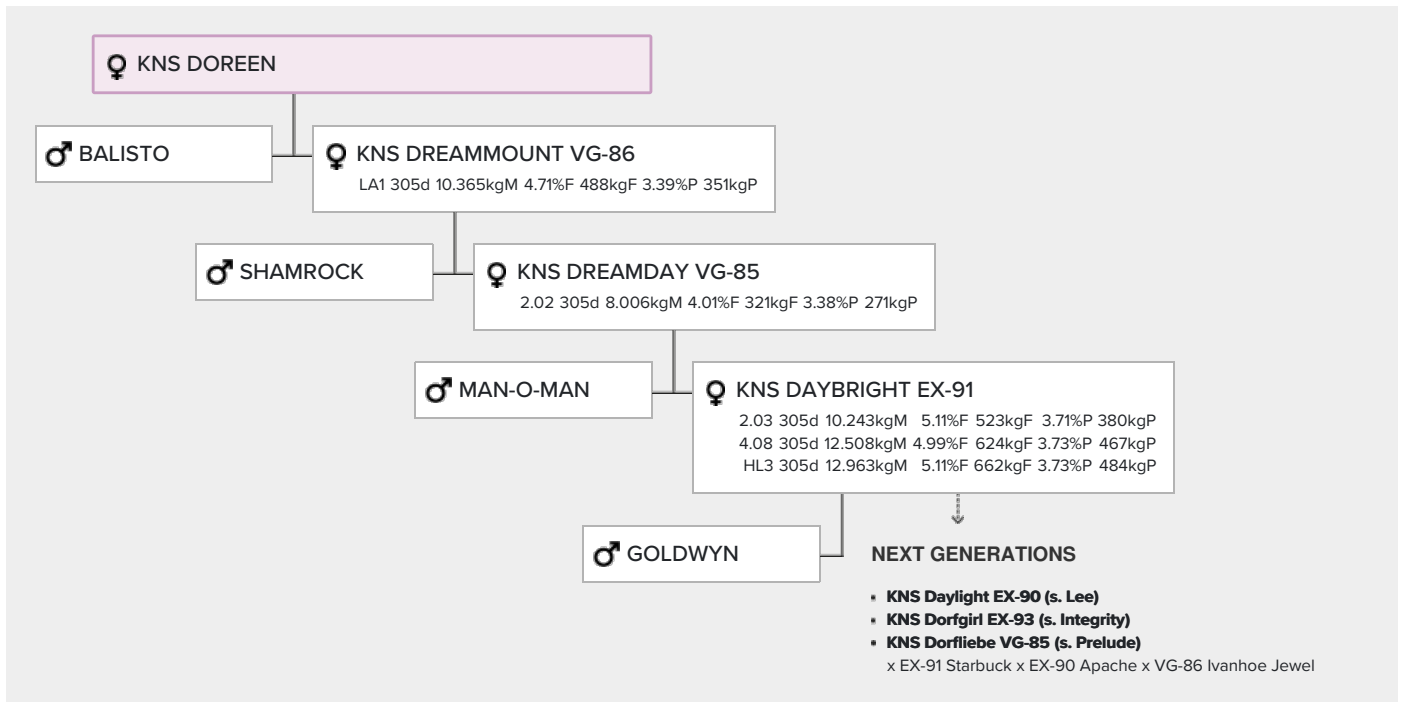 KNS DOREEN
BALISTO
KNS DREAMMOUNT VG-86
LA1 305d 10.365kgM 4.71%F 488kgF 3.39%P 351kgP
SHAMROCK
KNS DREAMDAY VG-85
2.02 305d 8.006kgM 4.01%F 321kgF 3.38%P 271kgP
MAN-O-MAN
KNS DAYBRIGHT EX-91
2.03 305d 10.243kgM 5.11%F 523kgF 3.71%P 380kgP
4.08 305d 12.508kgM 4.99%F 624kgF 3.73%P 467kgP
HL3 305d 12.963kgM 5.11%F 662kgF 3.73%P 484kgP
GOLDWYN
NEXT GENERATIONS
KNS Daylight EX-90 (s. Lee)
KNS Dorfgirl EX-93 (s. Integrity)
KNS Dorfliebe VG-85 (s. Prelude)
x EX-91 Starbuck x EX-90 Apache x VG-86 Ivanhoe Jewel